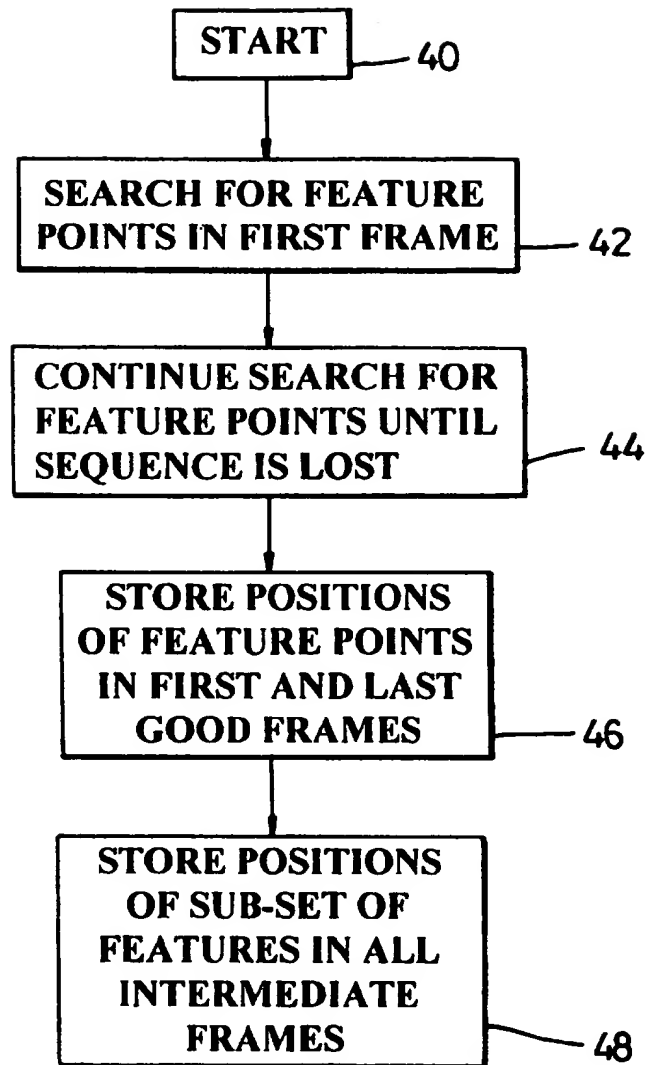 START
40
SEARCH FOR FEATURE
POINTS IN FIRST FRAME
42
CONTINUE SEARCH FOR
FEATURE POINTS UNTIL
SEQUENCE IS LOST
44
STORE POSITIONS
OF FEATURE POINTS
IN FIRST AND LAST
GOOD FRAMES
46
STORE POSITIONS
OF SUB-SET OF
FEATURES IN ALL
INTERMEDIATE
FRAMES
48